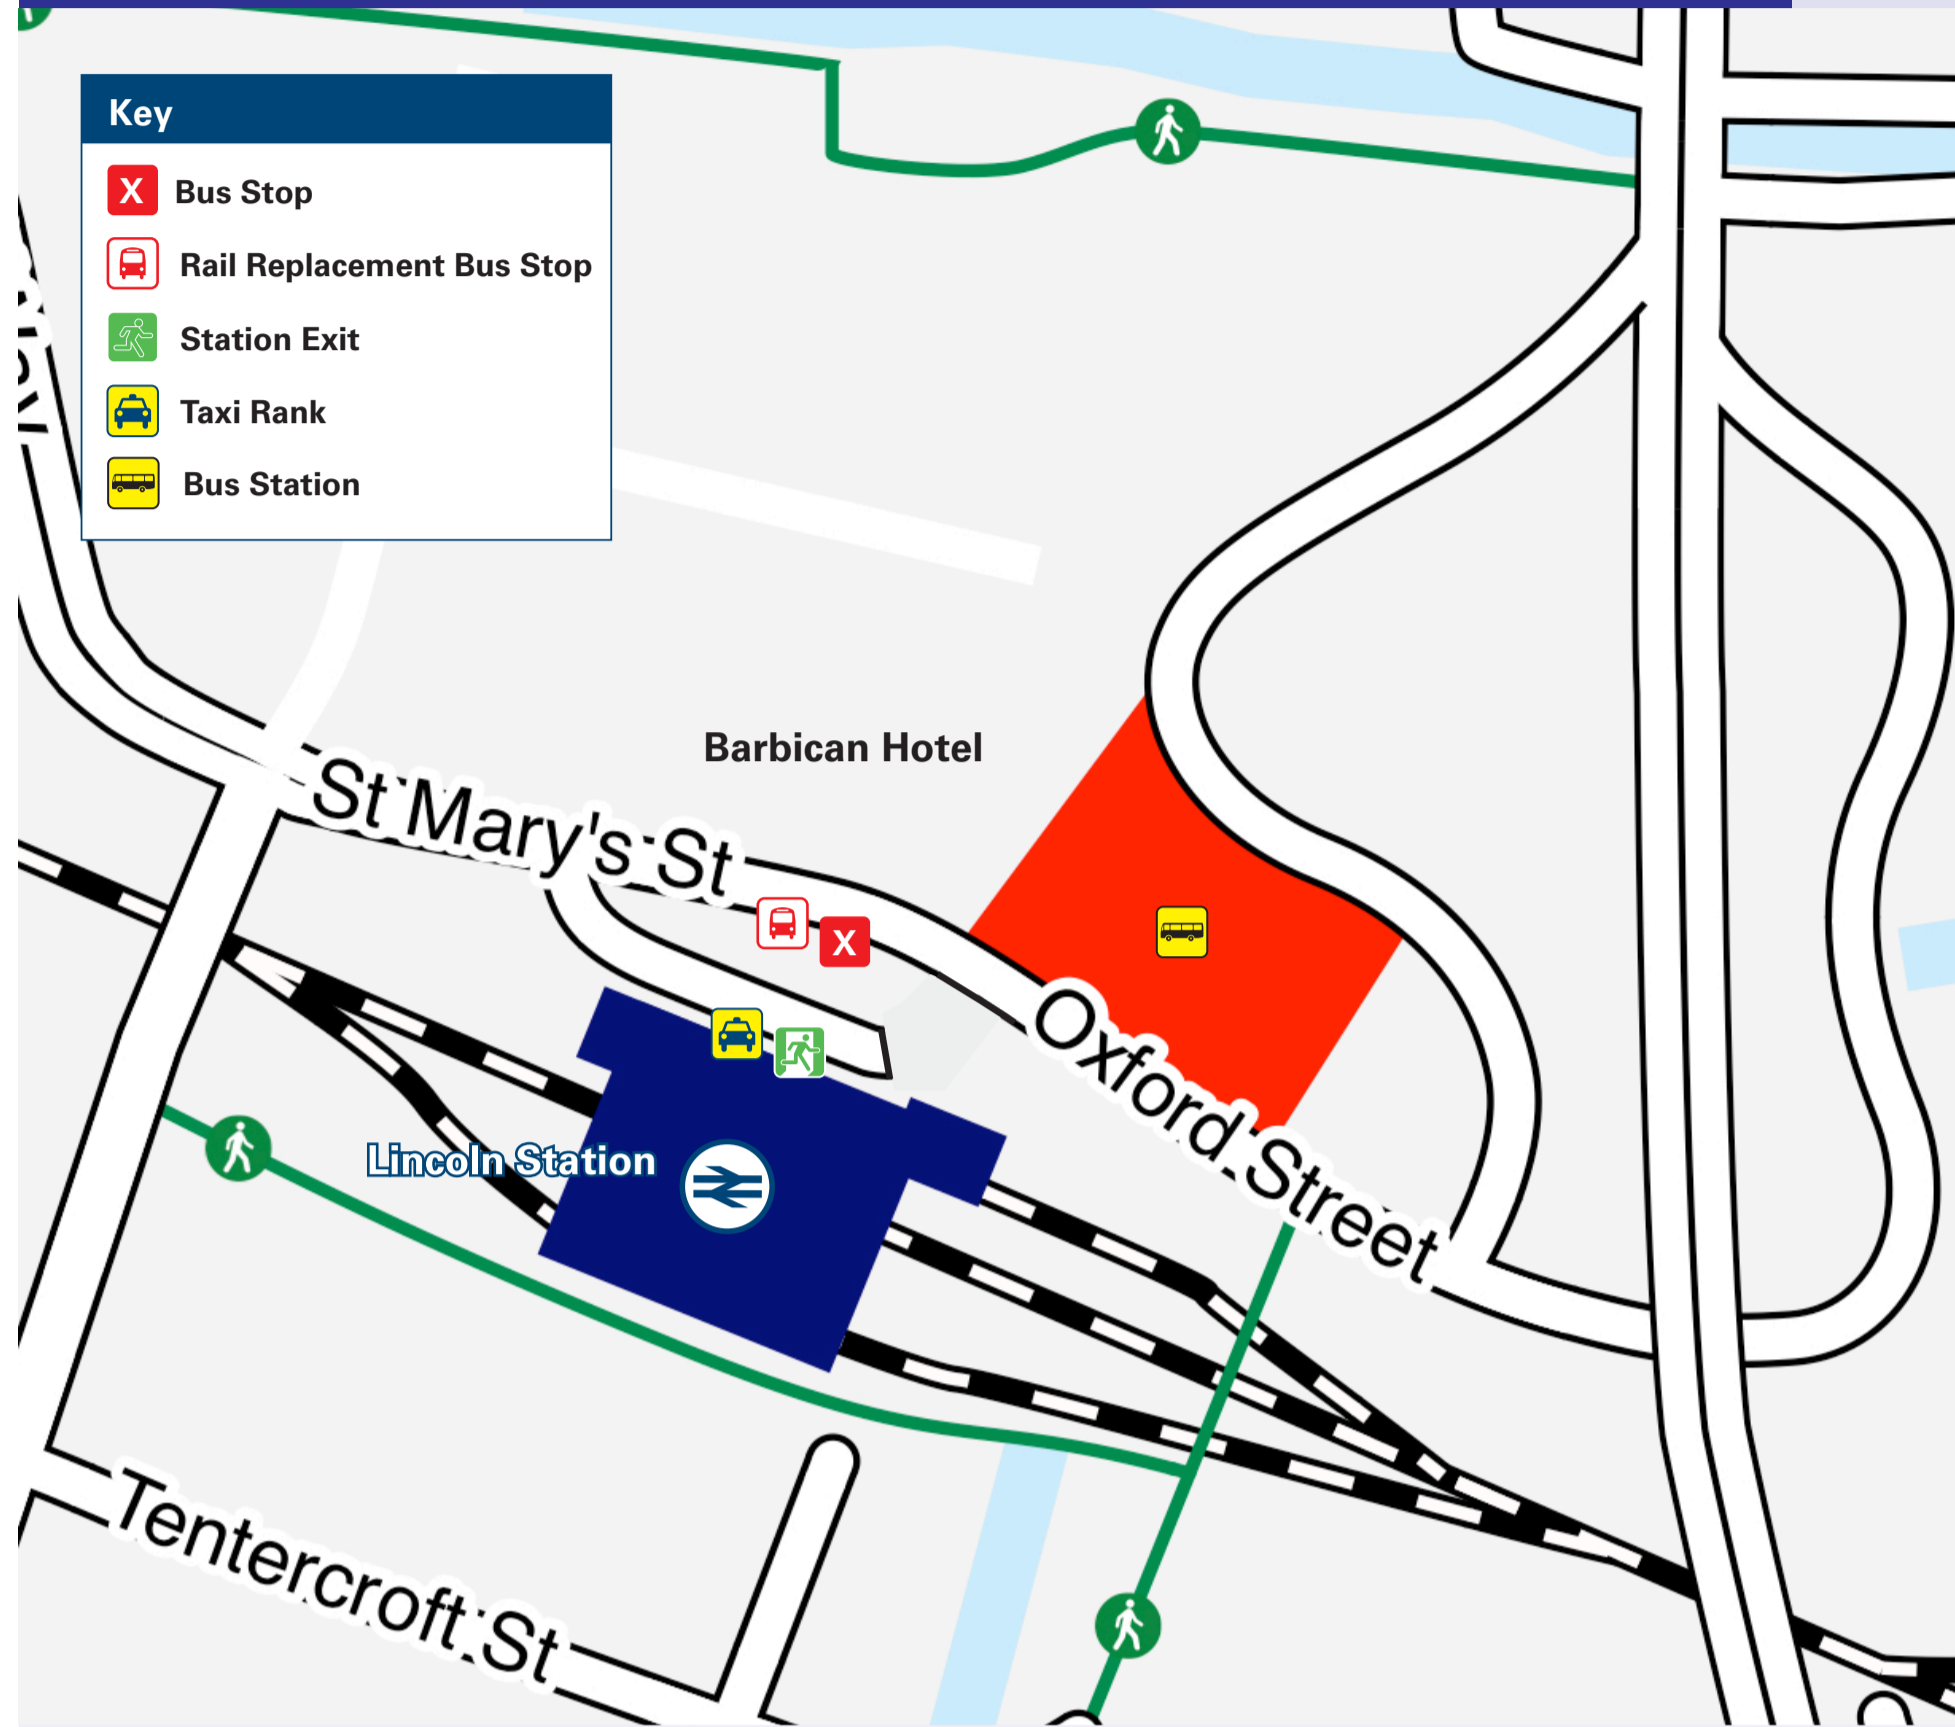 Key
X Bus Stop
Rail Replacement Bus Stop
Station Exit
Taxi Rank
Bus Station
Barbican Hotel
St Mary's St
X
Oxford Street
Lincoln Station
Tentercroft St